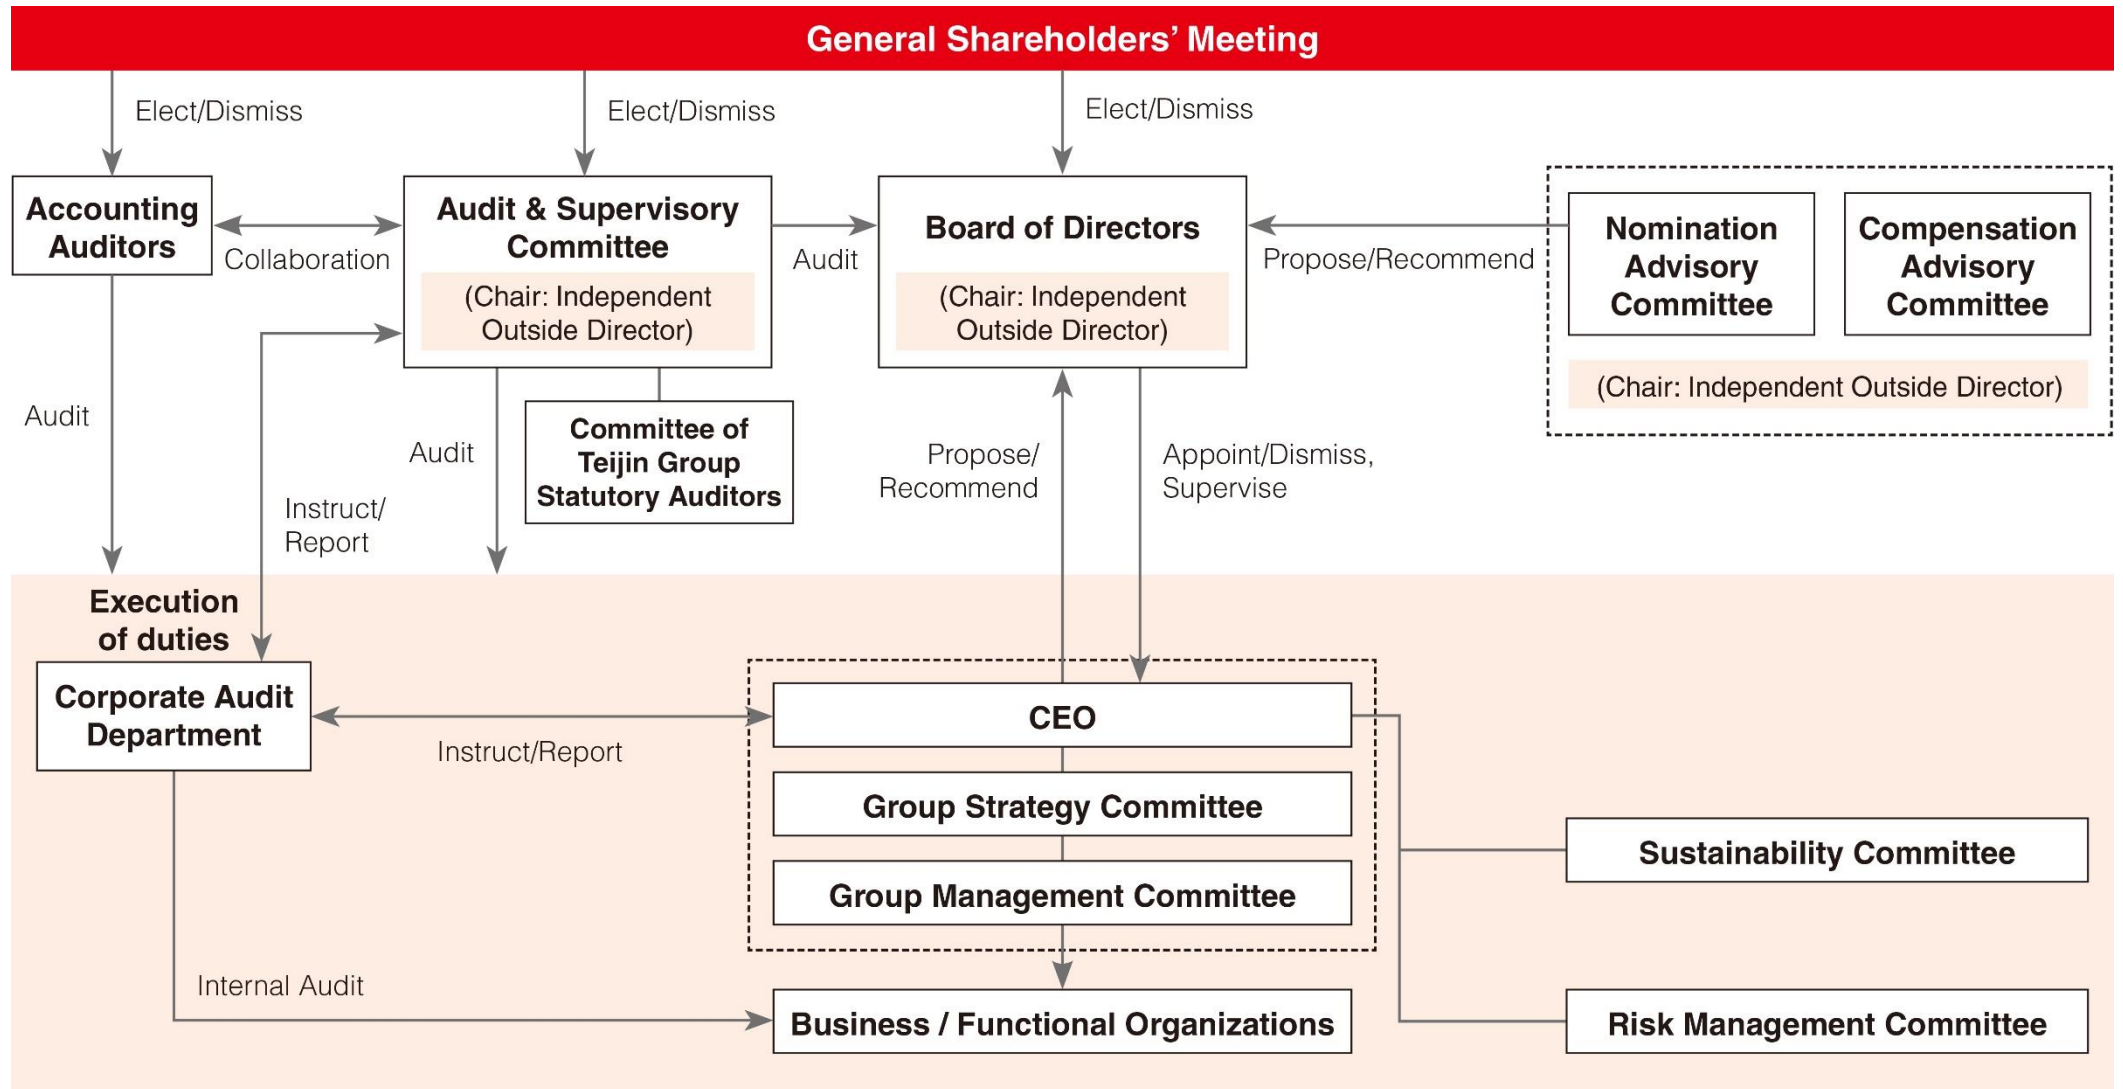 General Shareholders’ Meeting
Elect/Dismiss
Elect/Dismiss
Elect/Dismiss
Accounting
Auditors
Collaboration
Audit & Supervisory
Committee
(Chair: Independent
Outside Director)
Audit
Board of Directors
(Chair: Independent
Outside Director)
Propose/Recommend
Nomination
Advisory
Committee
Compensation
Advisory
Committee
(Chair: Independent Outside Director)
Audit
Instruct/
Report
Audit
Committee of
Teijin Group
Statutory Auditors
Propose/
Recommend
Appoint/Dismiss,
Supervise
Execution
of duties
Corporate Audit
Department
Instruct/Report
CEO
Group Strategy Committee
Group Management Committee
Sustainability Committee
Internal Audit
Business / Functional Organizations
Risk Management Committee